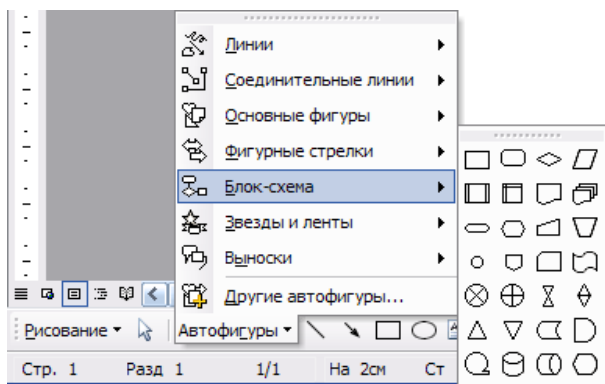 Линии
Соединительные линии
Основные фигуры
Фигурные стрелки
Блок-схема
Звезды и ленты
Выноски
Другие автофигуры...
Рисование
Автофигуры
Стр. 1 Разд 1 1/1 На 2см Ст